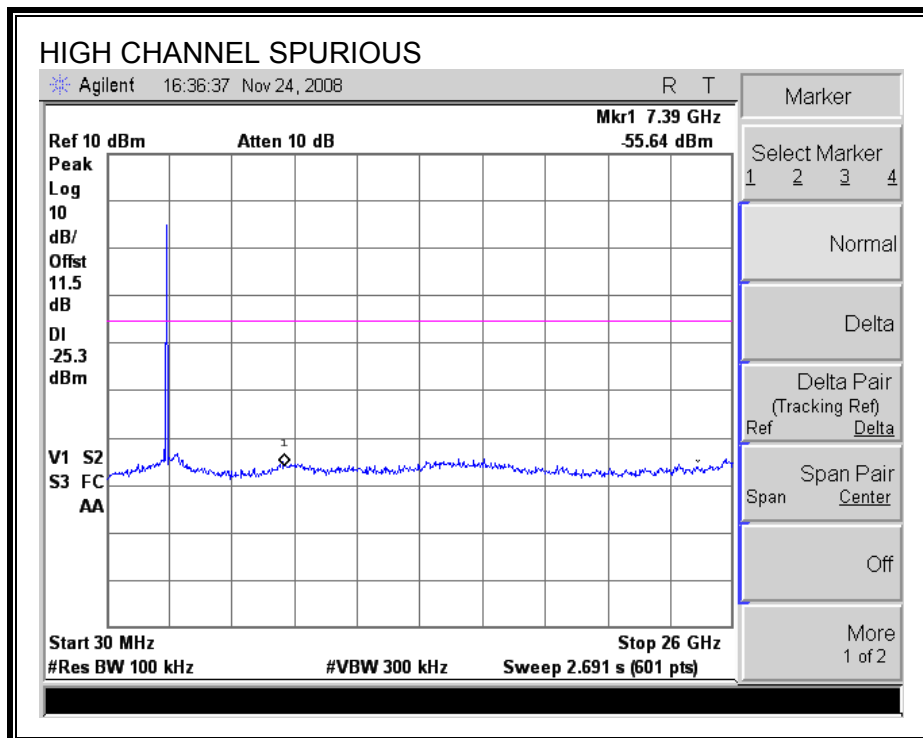 HIGH CHANNEL SPURIOUS
Agilent 16:36:37 Nov 24, 2008 R T
Mkr1 7.39 GHz
Ref 10 dBm Atten 10 dB -55.64 dBm
Peak
Log
10
dB/
Offst
11.5
dB
DI
-25.3
dBm
1
V1 S2
S3 FC
AA
Start 30 MHz Stop 26 GHz
#Res BW 100 kHz #VBW 300 kHz Sweep 2.691 s (601 pts)
Marker
Select Marker
1 2 3 4
Normal
Delta
Delta Pair
(Tracking Ref)
Ref Delta
Span Pair
Span Center
Off
More
1 of 2